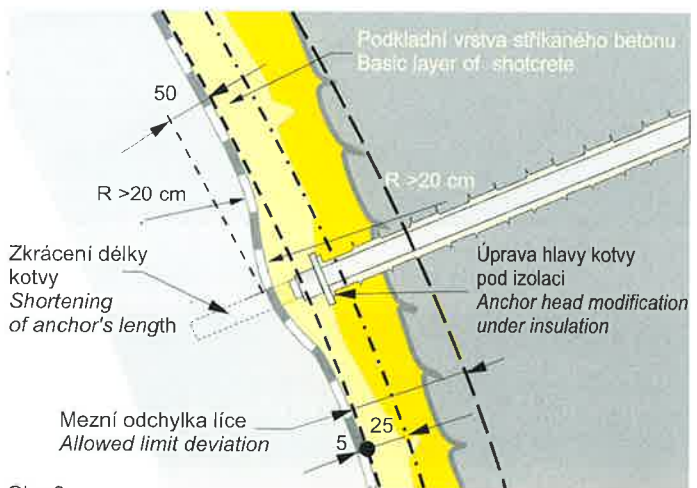 Podkladní vrstva stříkaného betonu
Basic layer of shotcrete
50
R >20 cm
R >20 cm
Zkrácení délky
kotvy
Shortening
of anchor's length
Úprava hlavy kotvy
pod izolaci
Anchor head modification
under insulation
Mezní odchylka líce
Allowed limit deviation
5
25